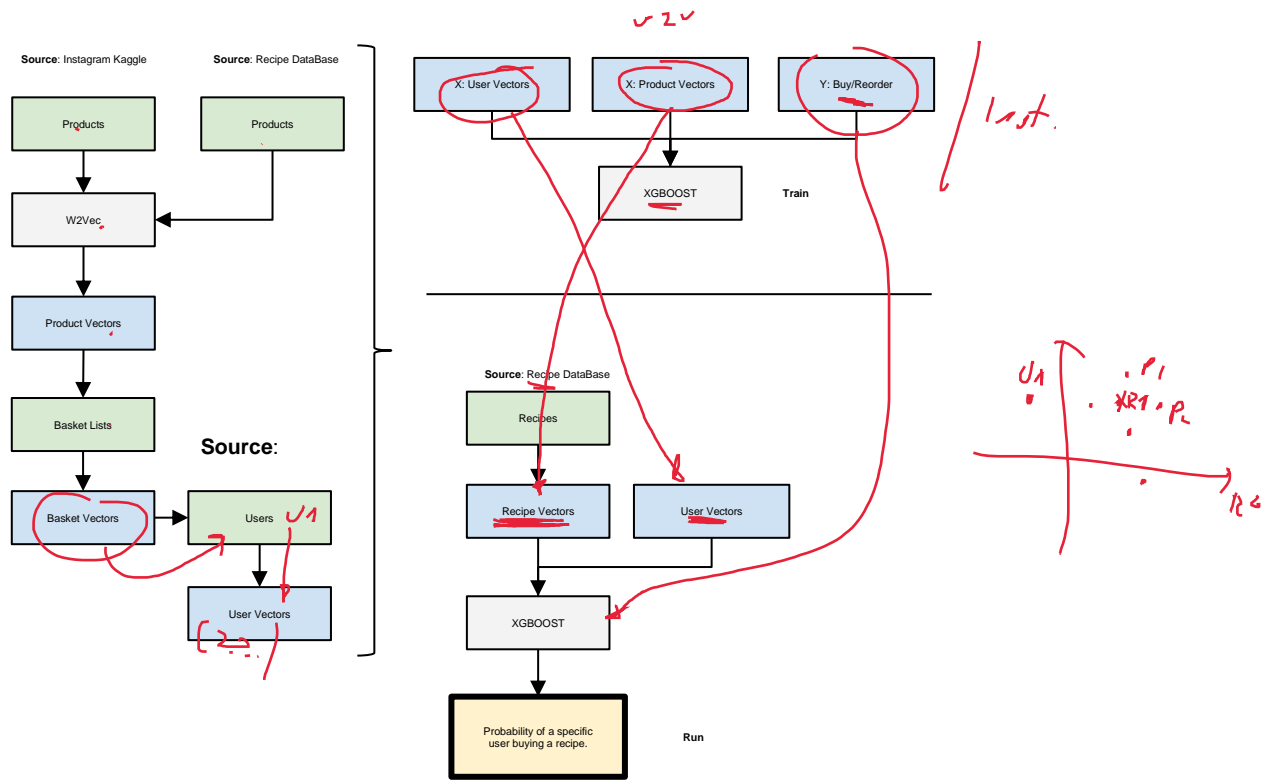 Source: Instagram Kaggle
Source: Recipe DataBase
Products
Products
W2Vec
Product Vectors
Basket Lists
Source:
Basket Vectors
Users
U1
User Vectors
X: User Vectors
X: Product Vectors
Y: Buy/Reorder
XGBOOST
Train
Source: Recipe DataBase
Recipes
Recipe Vectors
User Vectors
XGBOOST
Probability of a specific
user buying a recipe.
Run
U1
P1
R1